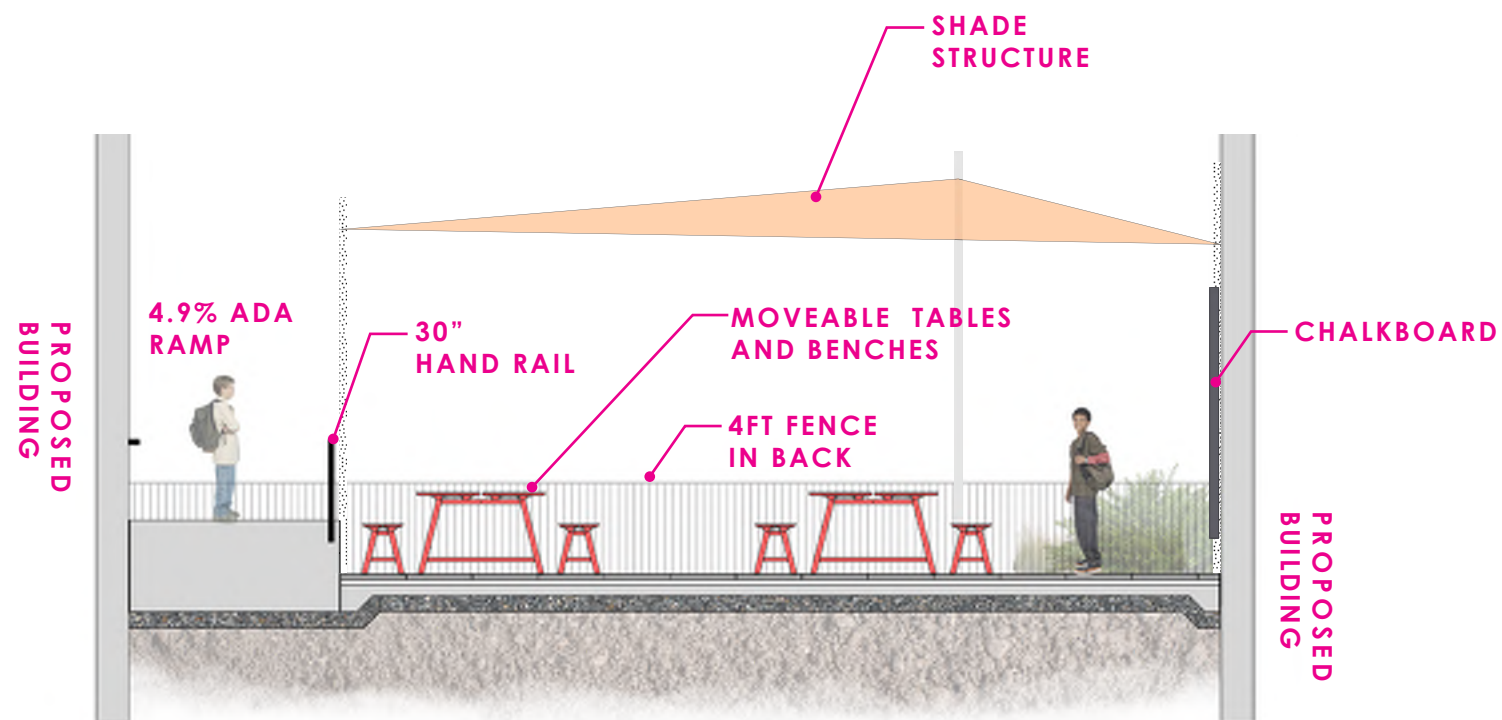 SHADE
STRUCTURE
4.9% ADA
RAMP
30”
HAND RAIL
MOVEABLE TABLES
AND BENCHES
CHALKBOARD
4FT FENCE
IN BACK
PROPOSED
BUILDING
PROPOSED
BUILDING